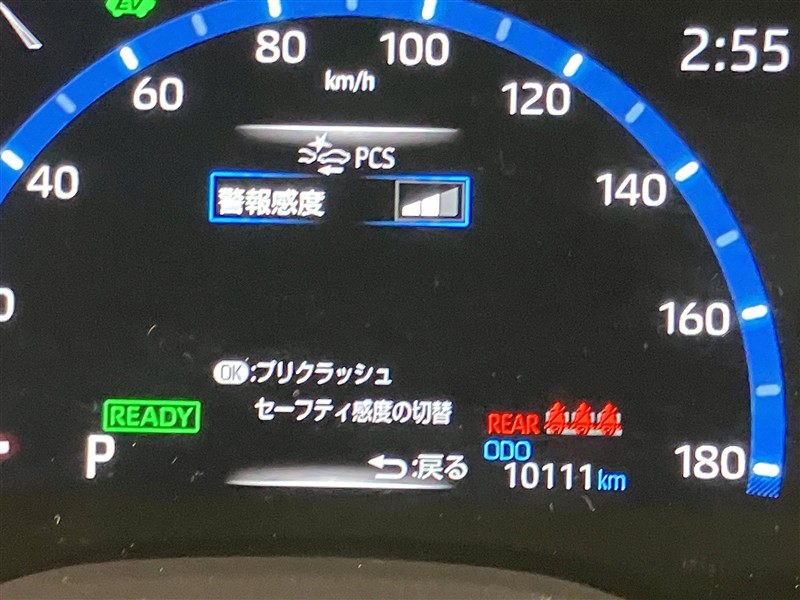 EV
80
100
2:55
km/h
60
120
PCS
40
140
警報感度
0
160
OK:プリクラッシュ
セーフティ感度の切替
READY
REAR
P
ODO
:戻る
180
10111km